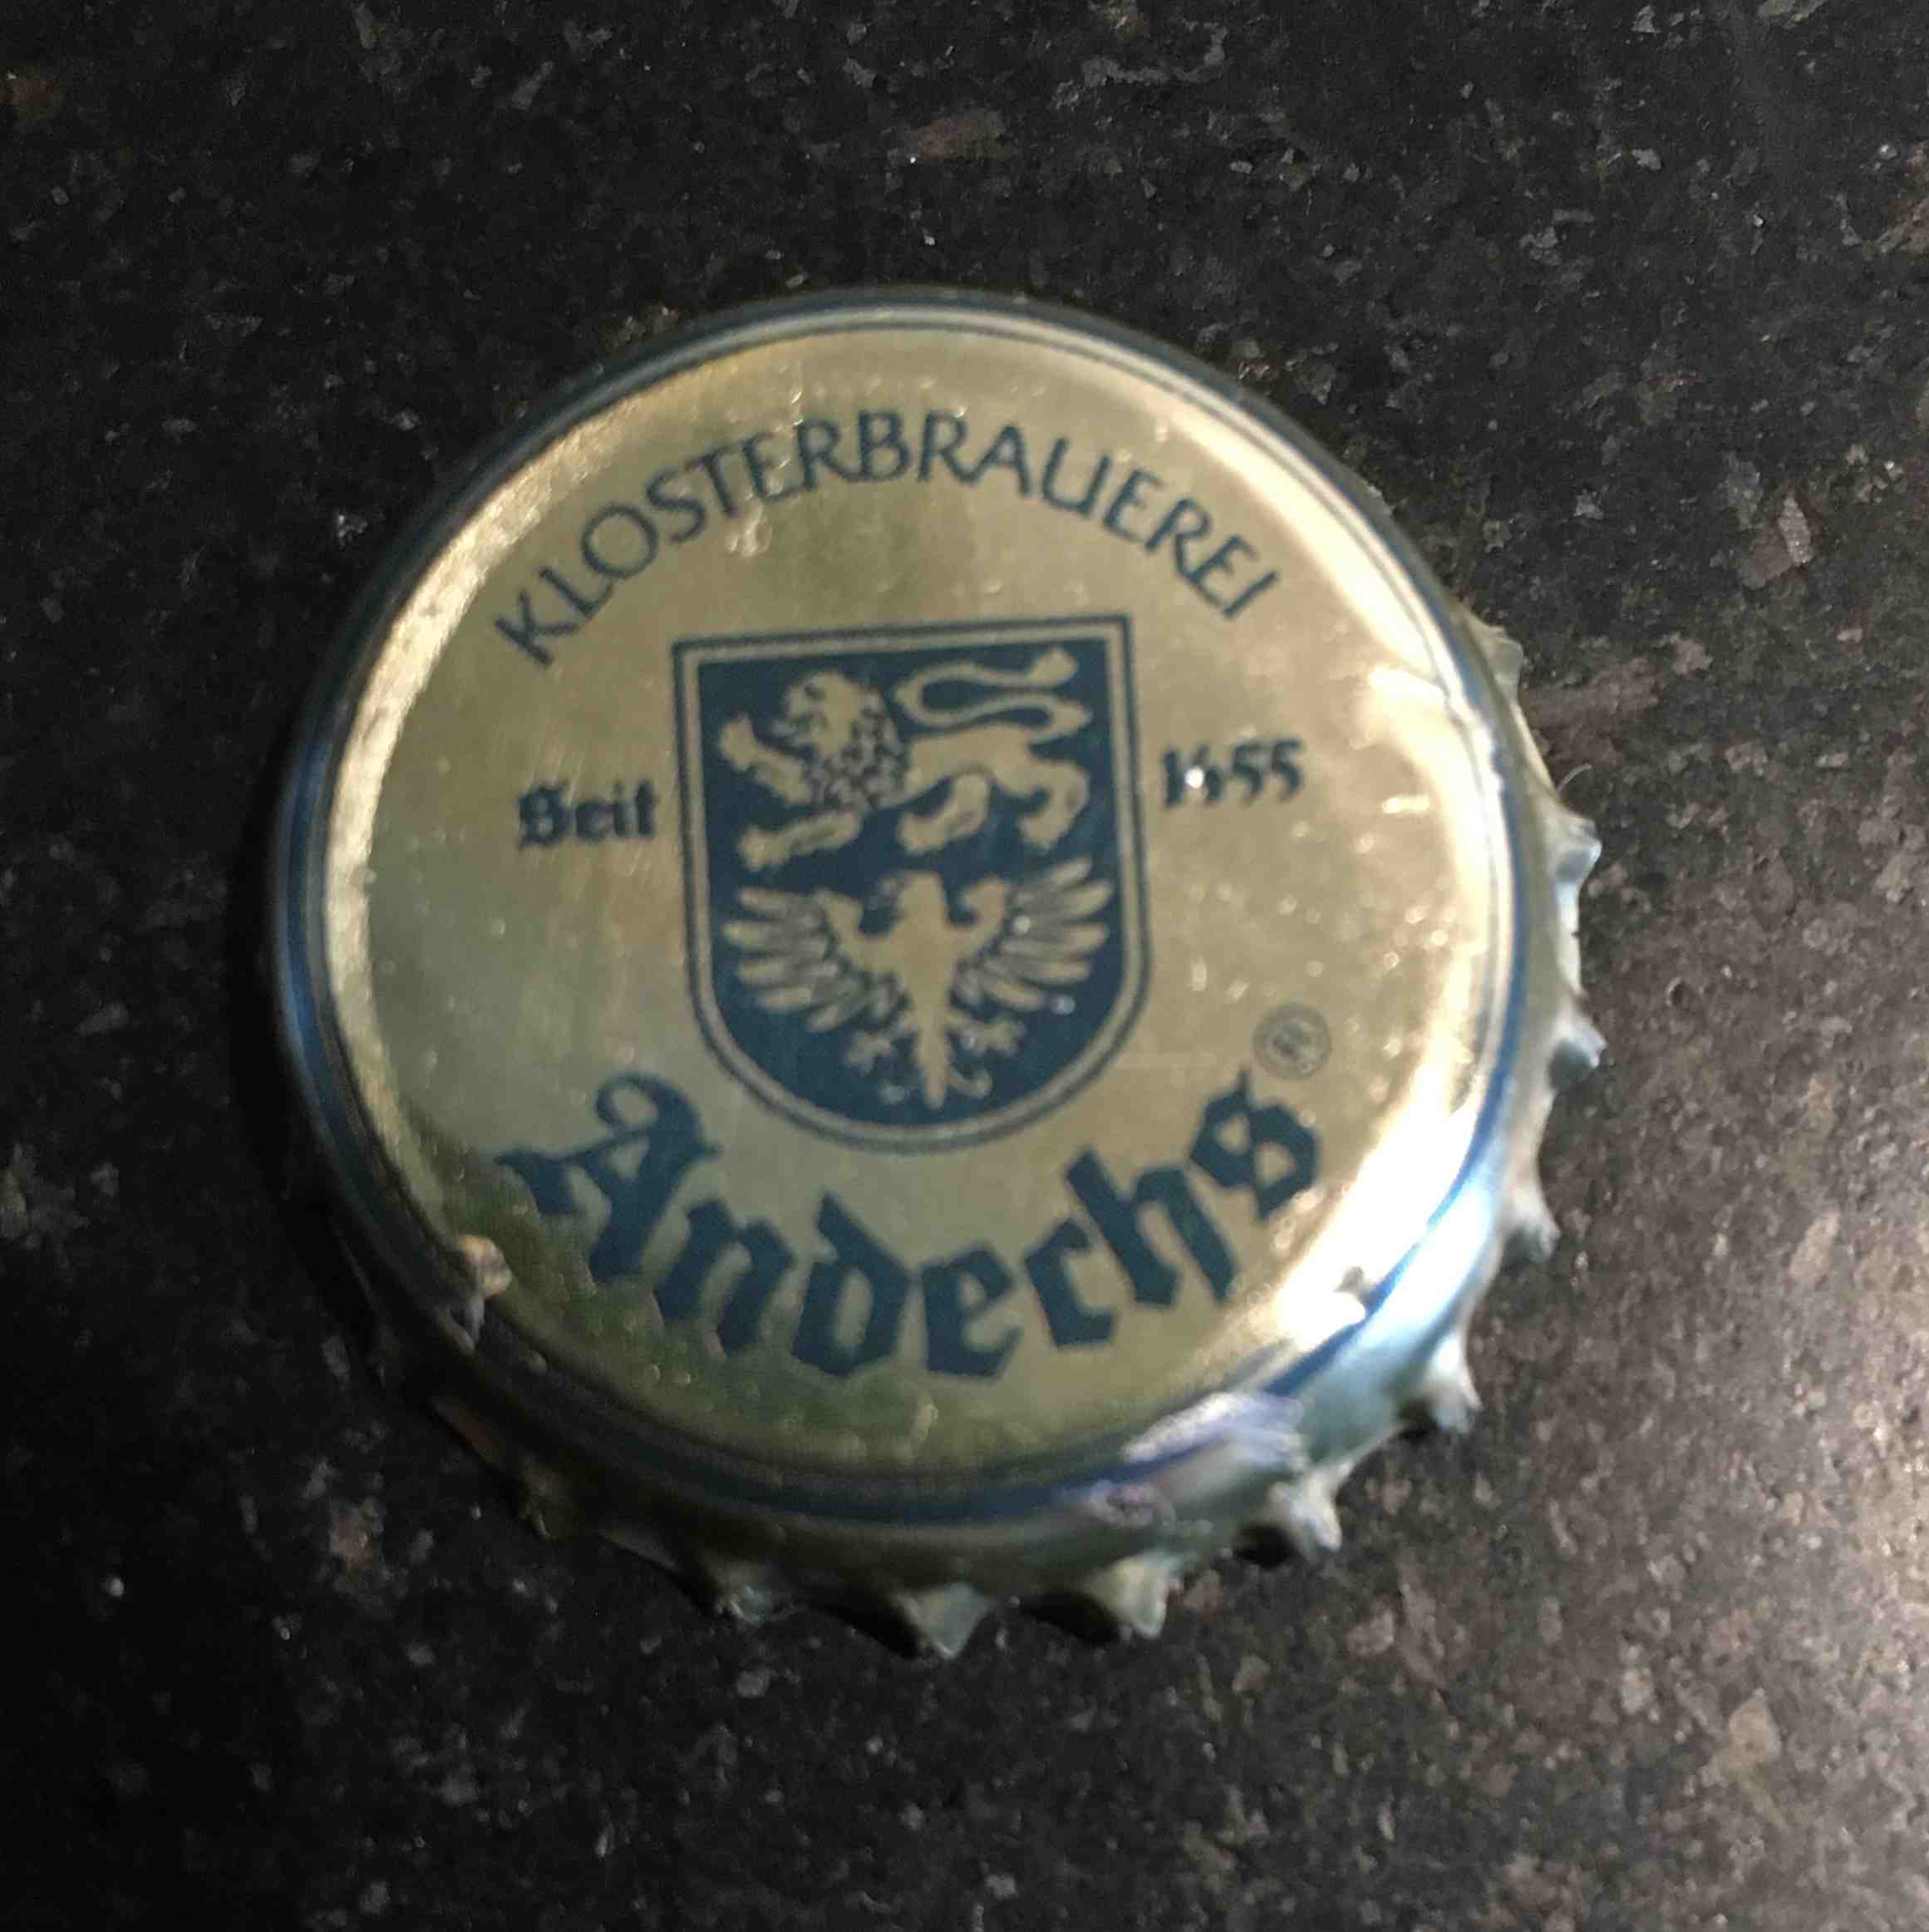 KLOSTERBRAUEREI
Seit 1455
Andechs®